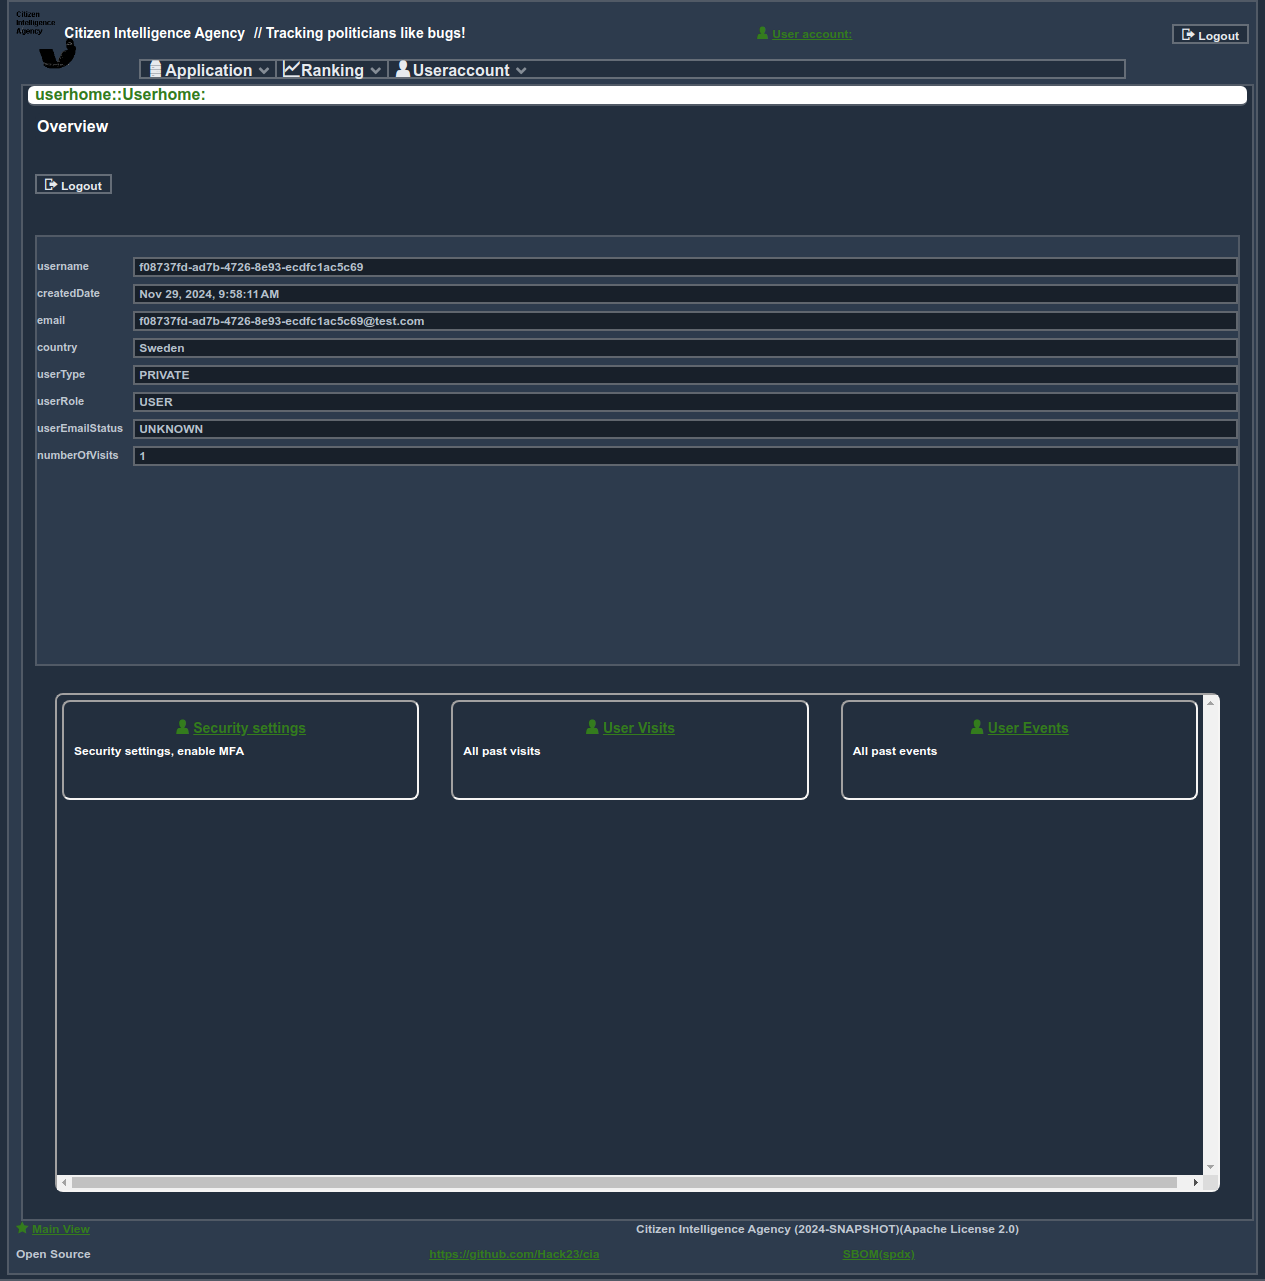 Citizen
Intelligence
Agency
Citizen Intelligence Agency // Tracking politicians like bugs!
User account:
Logout
Application
Ranking
Useraccount
userhome::Userhome:
Overview
Logout
username f08737fd-ad7b-4726-8e93-ecdfc1ac5c69
createdDate Nov 29, 2024, 9:58:11 AM
email f08737fd-ad7b-4726-8e93-ecdfc1ac5c69@test.com
country Sweden
userType PRIVATE
userRole USER
userEmailStatus UNKNOWN
numberOfVisits 1
Security settings
Security settings, enable MFA
User Visits
All past visits
User Events
All past events
Main View
Citizen Intelligence Agency (2024-SNAPSHOT)(Apache License 2.0)
Open Source
https://github.com/Hack23/cia
SBOM(spdx)